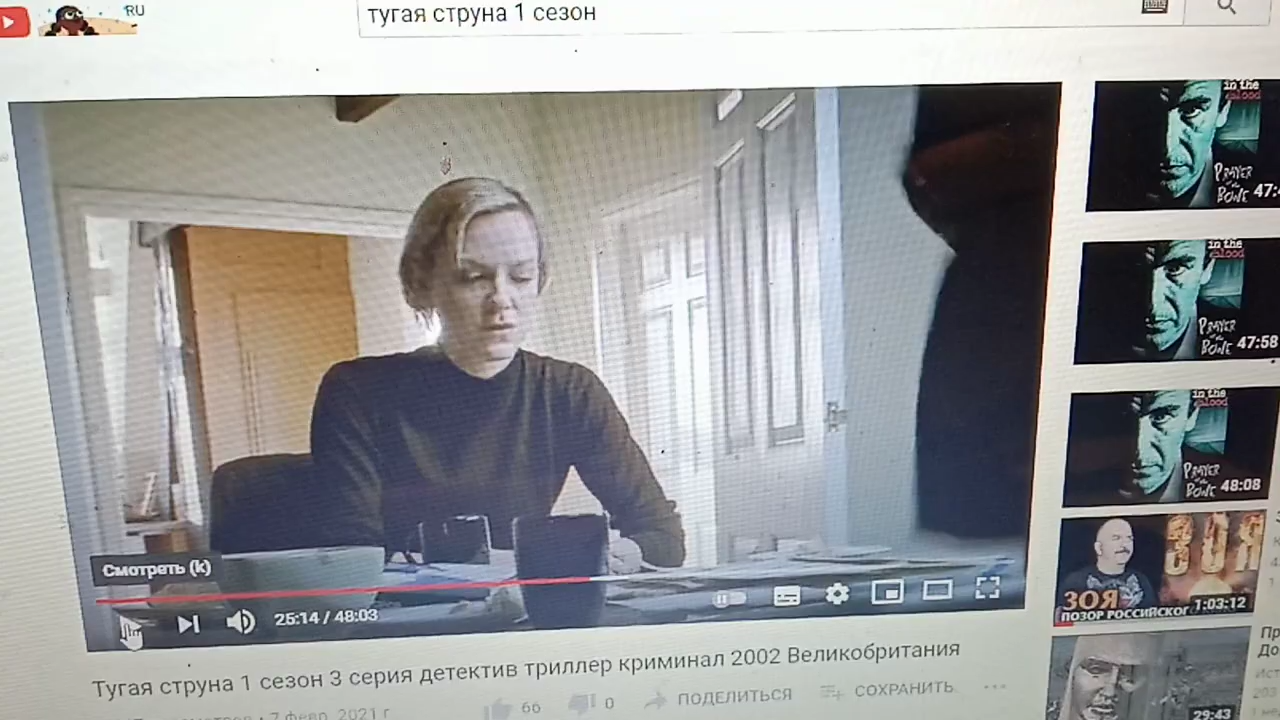 RU
тугая струна 1 сезон
in the
blood
PRAYER
of the
BONE
47:
in the
blood
PRAYER
of the
BONE
47:58
in the
blood
PRAYER
of the
BONE
48:08
ЗОЯ
ЗОЯ
ПОЗОР РОССИЙСКОГ
1:03:12
29:43
Смотреть (k)
25:14 / 48:03
Тугая струна 1 сезон 3 серия детектив триллер криминал 2002 Великобритания
7 февр. 2021 г.
66
0
ПОДЕЛИТЬСЯ
СОХРАНИТЬ